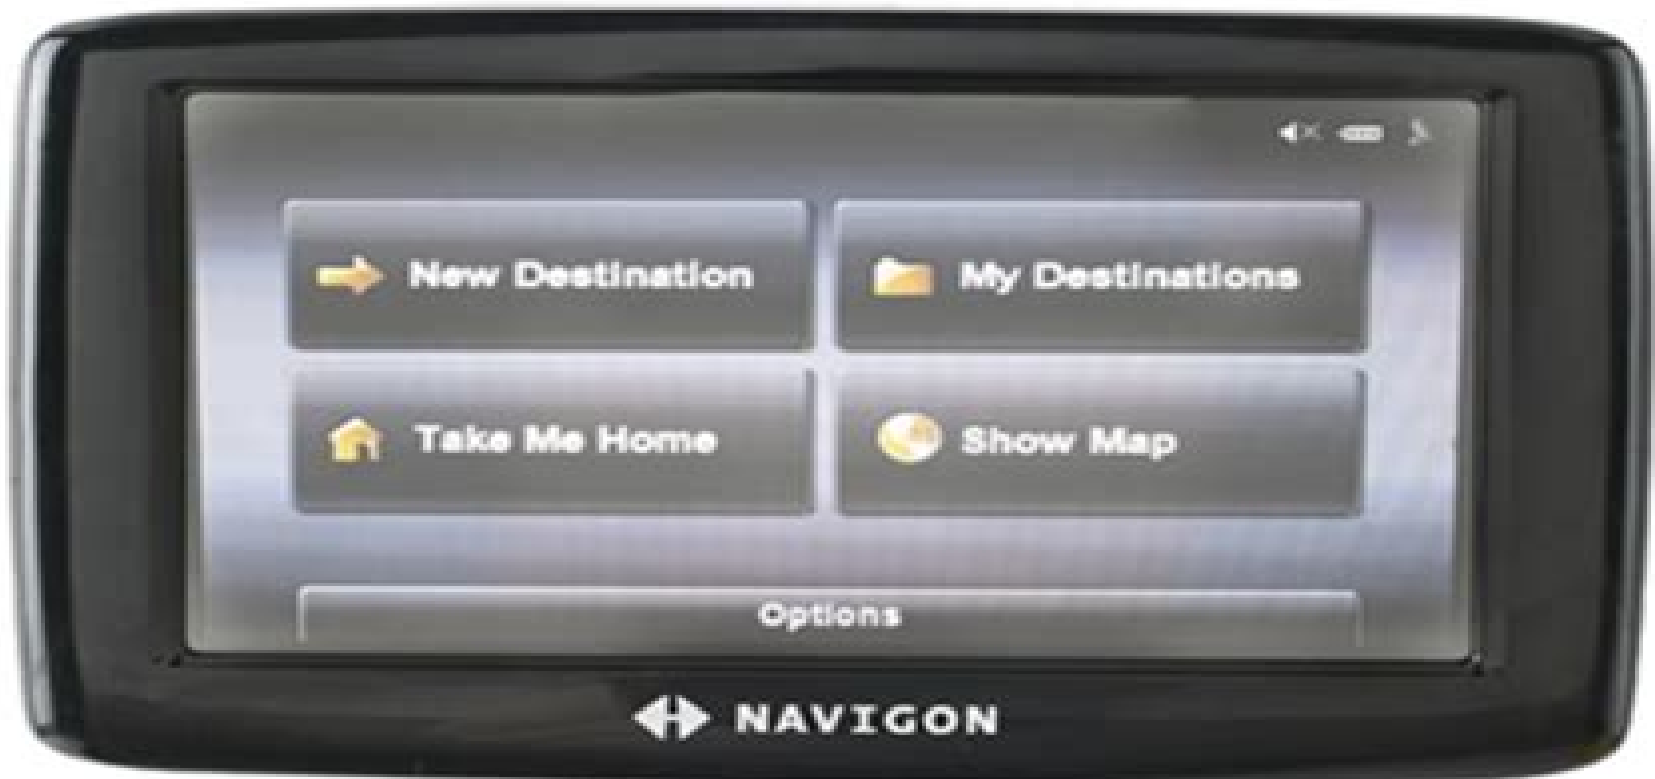 New Destination
My Destinations
Take Me Home
Show Map
Options
NAVIGON